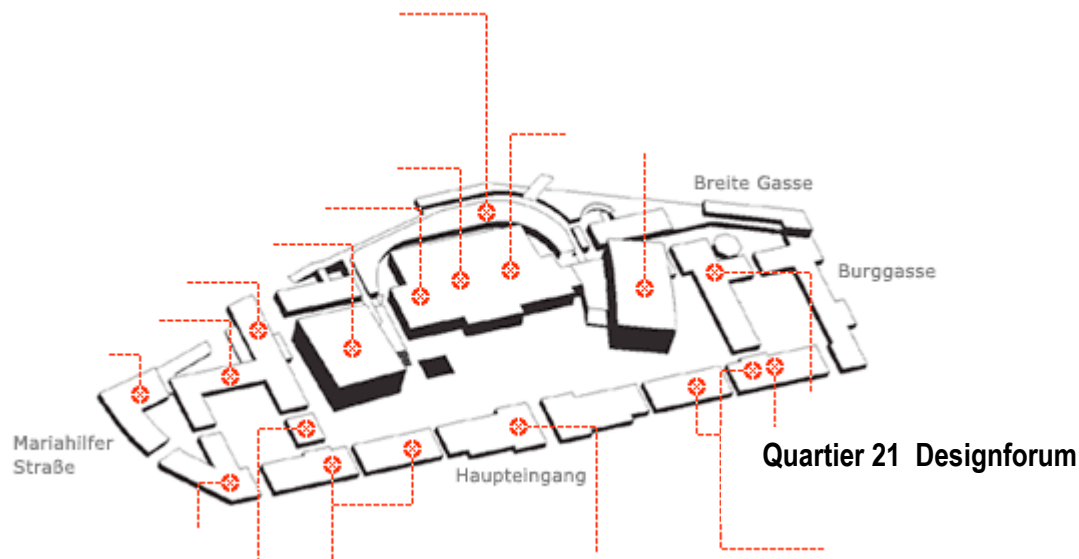 Breite Gasse
Burggasse
Mariahilfer
Straße
Quartier 21  Designforum
Haupteingang